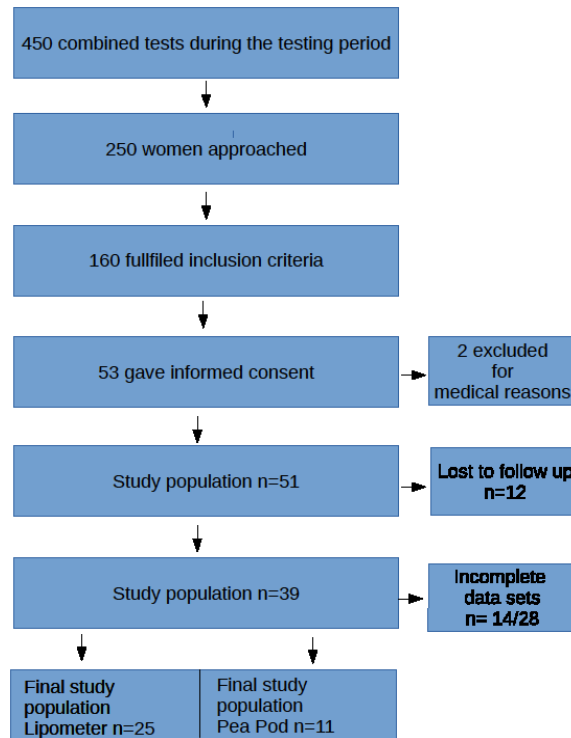 450 combined tests during the testing period
250 women approached
160 fullfiled inclusion criteria
53 gave informed consent
2 excluded
for
medical reasons
Study population n=51
Lost to follow up
n=12
Study population n=39
Incomplete
data sets
n= 14/28
Final study
population
Lipometer n=25
Final study
population
Pea Pod n=11